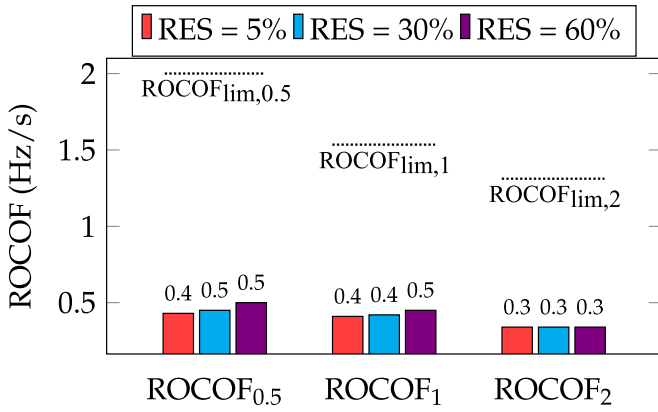 RES = 5% RES = 30% RES = 60%
ROCOF (Hz/s)
2
1.5
1
0.5
ROCOFlim,0.5
ROCOFlim,1
ROCOFlim,2
0.4 0.5 0.5
0.4 0.4 0.5
0.3 0.3 0.3
ROCOF0.5 ROCOF1 ROCOF2